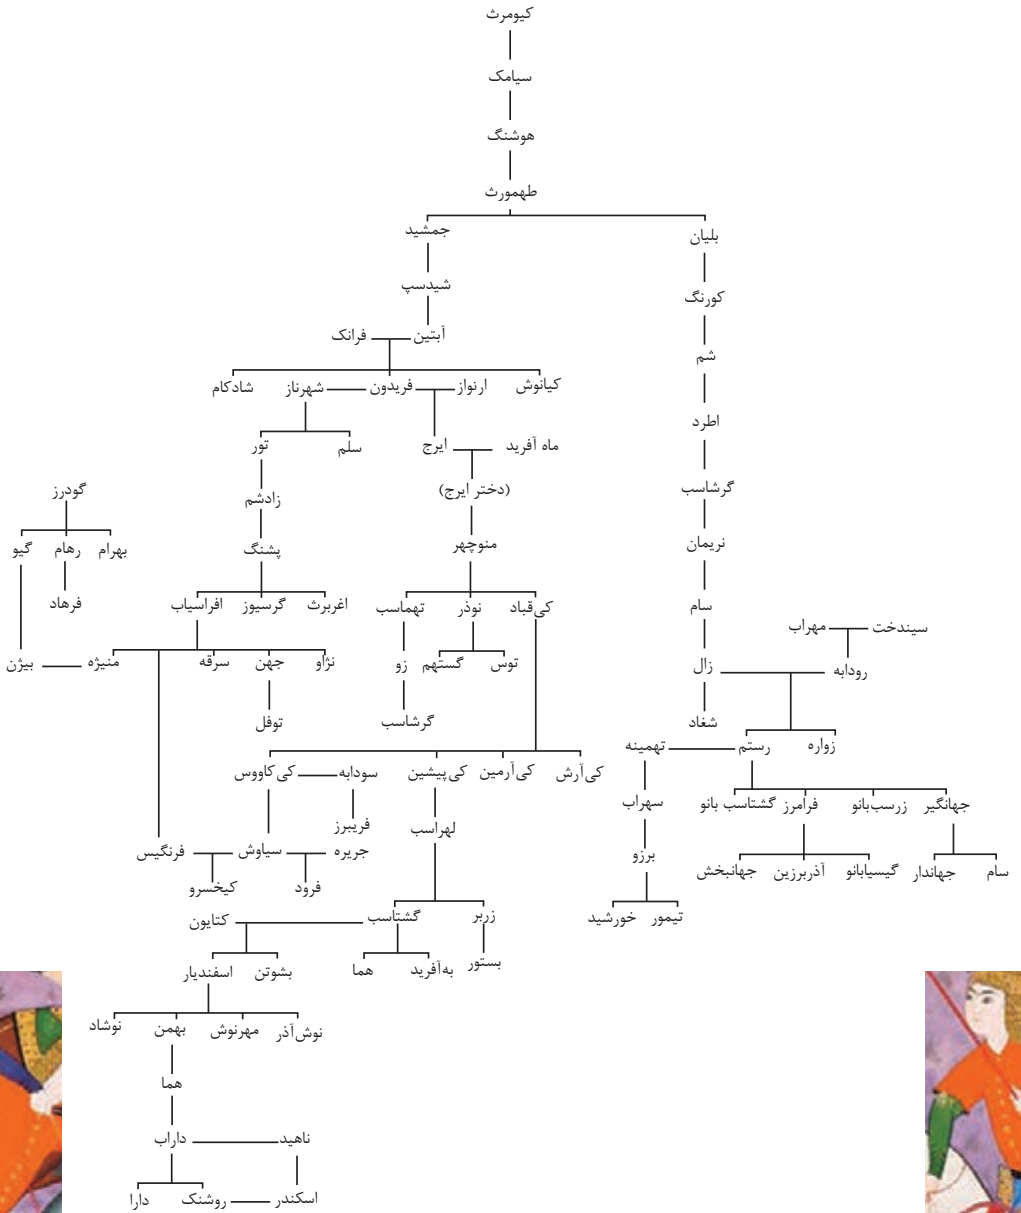 کیومرث
سیامک
هوشنگ
طهمورث
جمشید
بلیان
شیدسپ
کورنگ
آبتین
فرانک
شم
کیانوش
ارنواز
فریدون
شهرناز
شادکام
اطرد
ماه آفرید
ایرج
سلم
تور
گرشاسب
(دختر ایرج)
زادشم
گودرز
نریمان
منوچهر
پشنگ
بهرام
رهام
گیو
سام
کی‌قباد
نوذر
تهماسب
اغربرث
گرسیوز
افراسیاب
فرهاد
سیندخت
مهراب
رودابه
زال
توس
گستهم
زو
نژاو
جهن
سرقه
منیژه
بیژن
شغاد
گرشاسب
توفل
زواره
رستم
تهمینه
کی‌آرش
کی‌آرمین
کی‌پیشین
سودابه
کی‌کاووس
جهانگیر
زرسب‌بانو
فرامرز
گشتاسب بانو
سهراب
لهراسب
فریبرز
برزو
جریره
سیاوش
فرنگیس
سام
جهاندار
گیسیابانو
آذربرزین
جهانبخش
فرود
کیخسرو
تیمور
خورشید
زریر
گشتاسب
کتایون
بستور
به‌آفرید
هما
بشوتن
اسفندیار
نوش‌آذر
مهرنوش
بهمن
نوشاد
هما
ناهید
داراب
اسکندر
روشنک
دارا